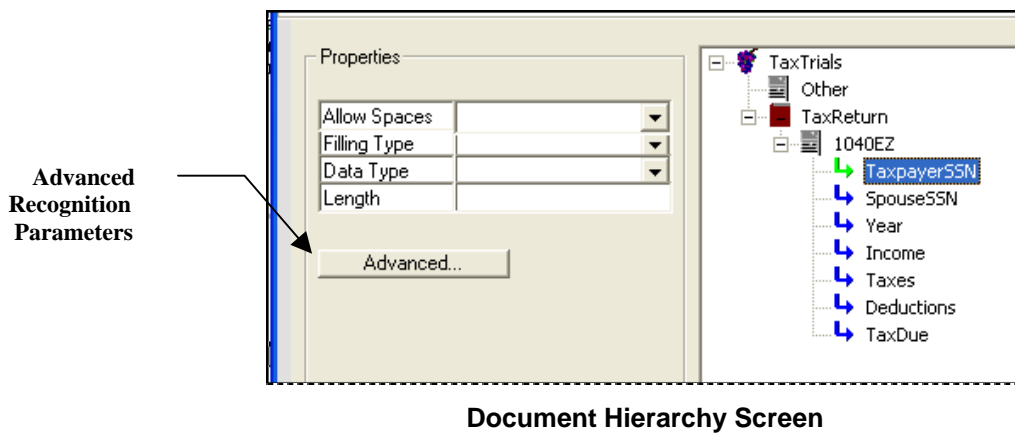 Properties
Allow Spaces
Filling Type
Data Type
Length
Advanced...
Advanced
Recognition
Parameters
TaxTrials
Other
TaxReturn
1040EZ
TaxpayerSSN
SpouseSSN
Year
Income
Taxes
Deductions
TaxDue
Document Hierarchy Screen